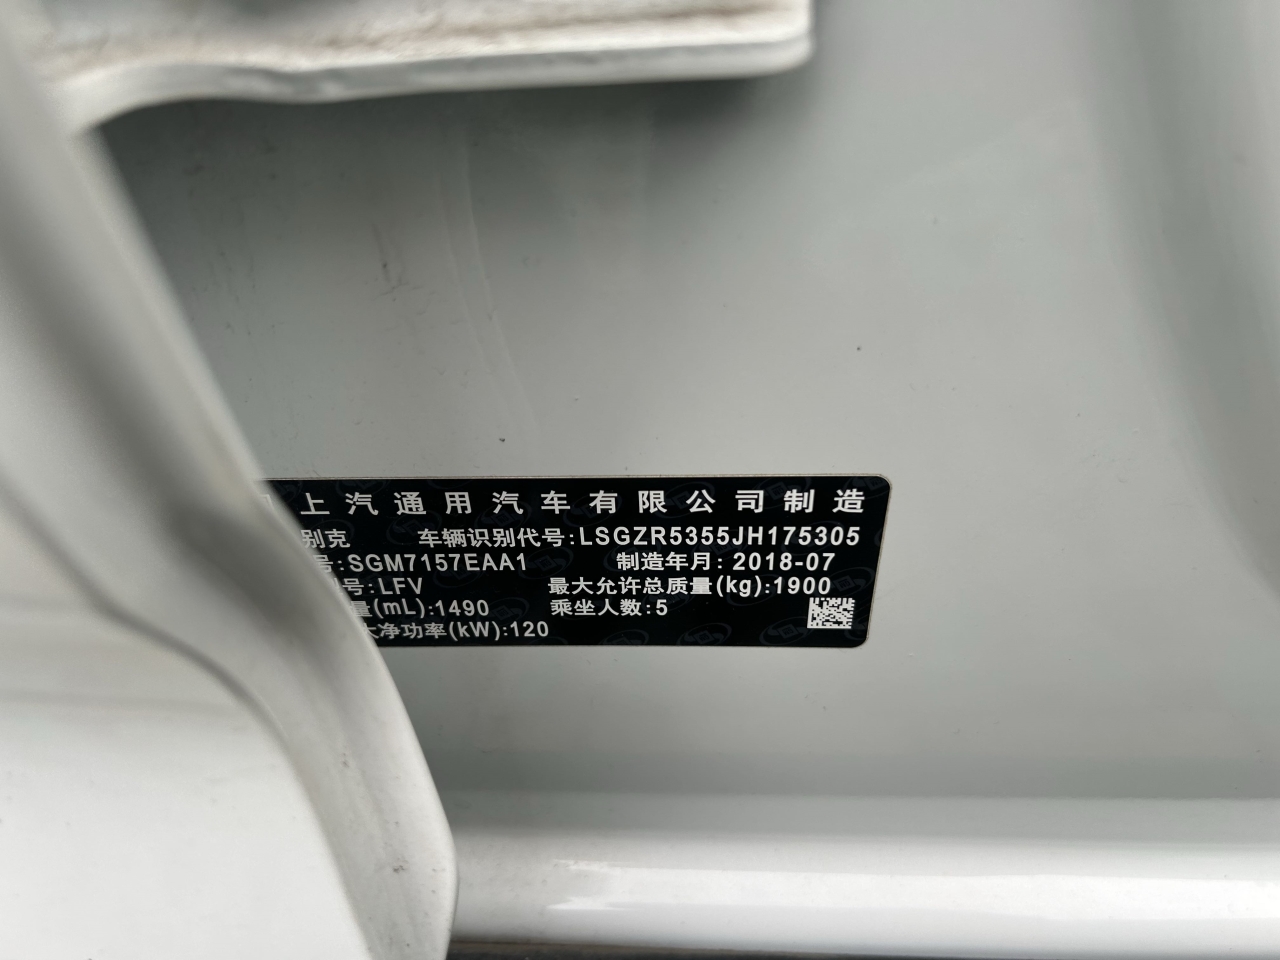 上汽通用汽车有限公司制造
别克 车辆识别代号:LSGZR5355JH175305
号:SGM7157EAA1 制造年月:2018-07
号:LFV 最大允许总质量(kg):1900
量(mL):1490 乘坐人数:5
大净功率(kW):120